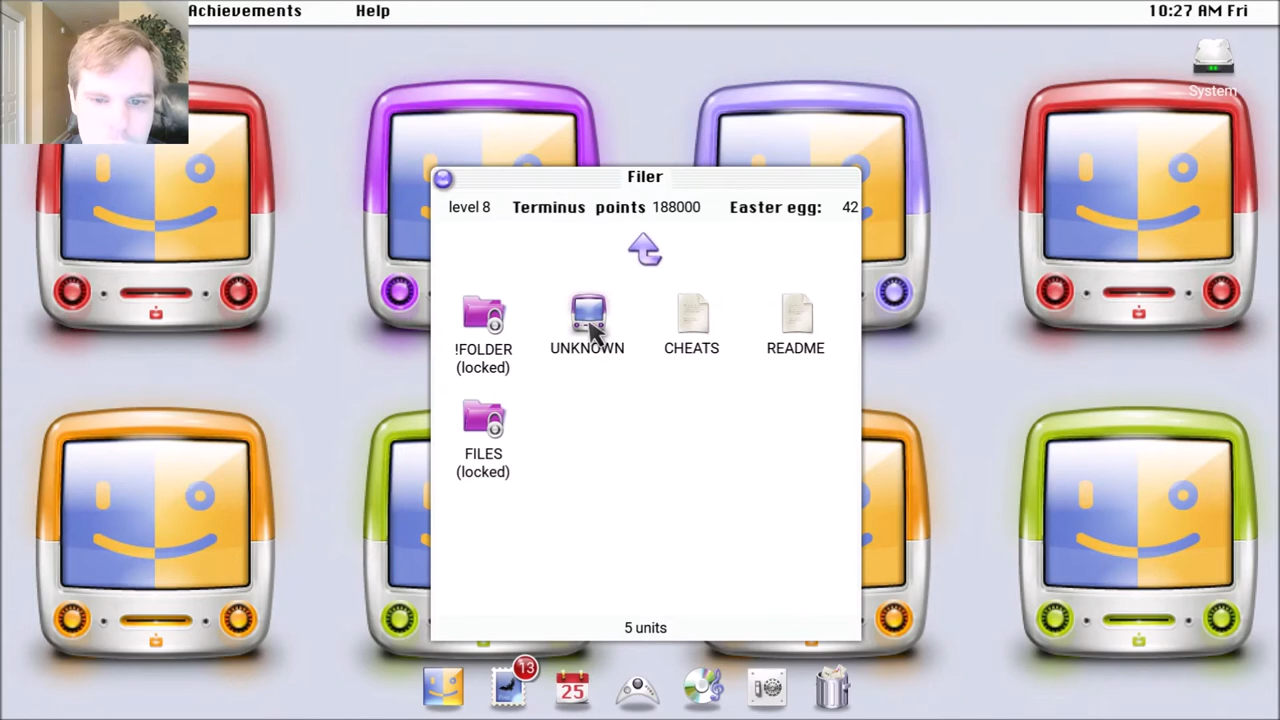 Achievements Help 10:27 AM Fri
System
Filer
level 8 Terminus points 188000 Easter egg: 42
!FOLDER (locked)
UNKNOWN
CHEATS
README
FILES (locked)
5 units
13
25